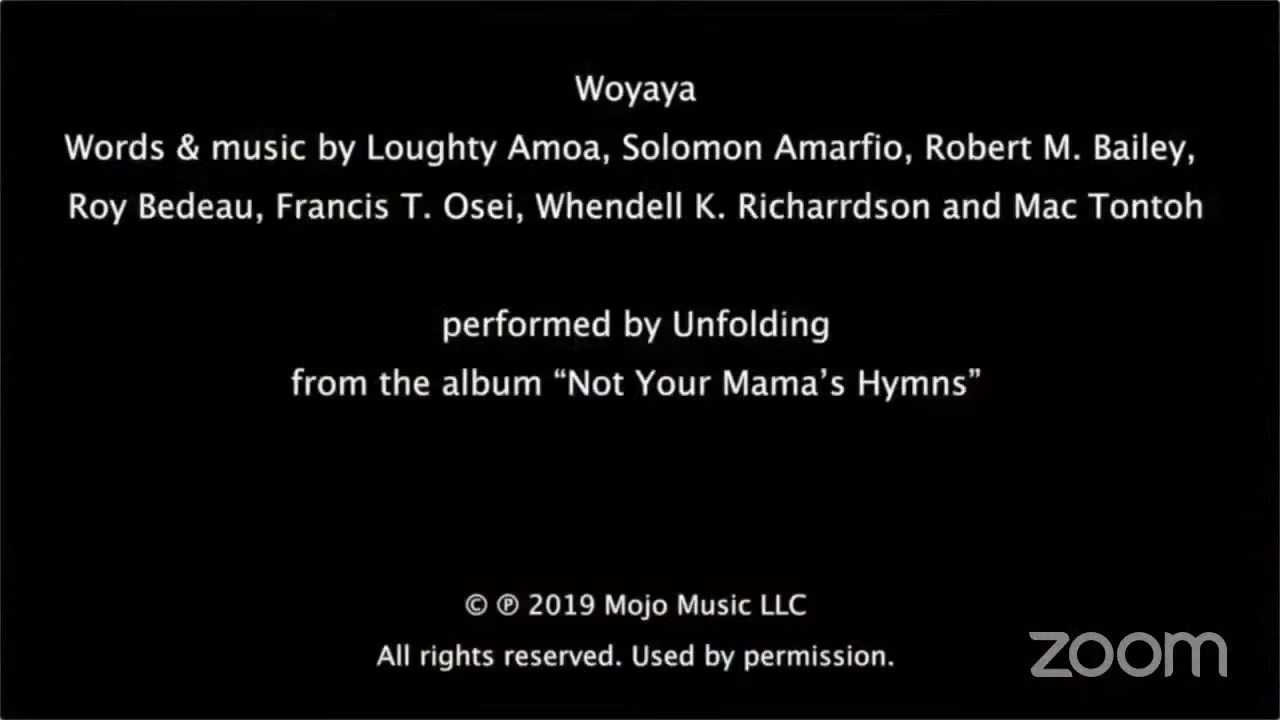 Woyaya
Words & music by Loughty Amoa, Solomon Amarfio, Robert M. Bailey,
Roy Bedeau, Francis T. Osei, Whendell K. Richarrdson and Mac Tontoh
performed by Unfolding
from the album “Not Your Mama’s Hymns”
© ℗ 2019 Mojo Music LLC
All rights reserved. Used by permission.
zoom